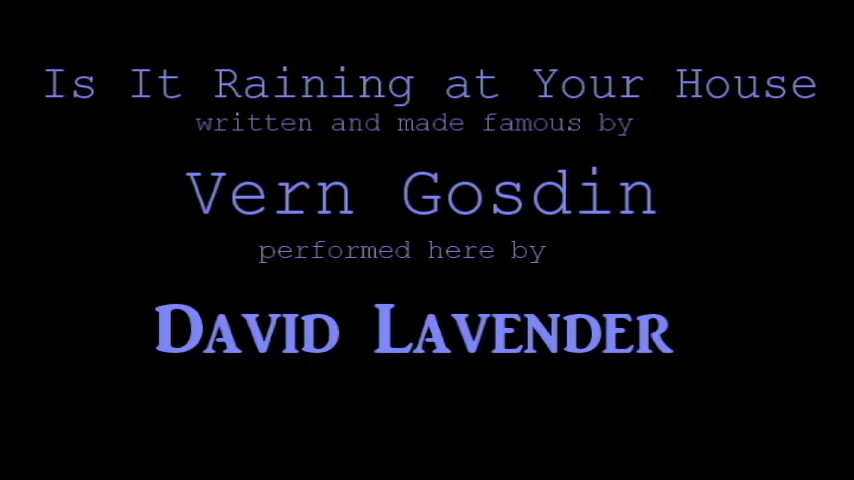 Is It Raining at Your House
written and made famous by
Vern Gosdin
performed here by
David Lavender